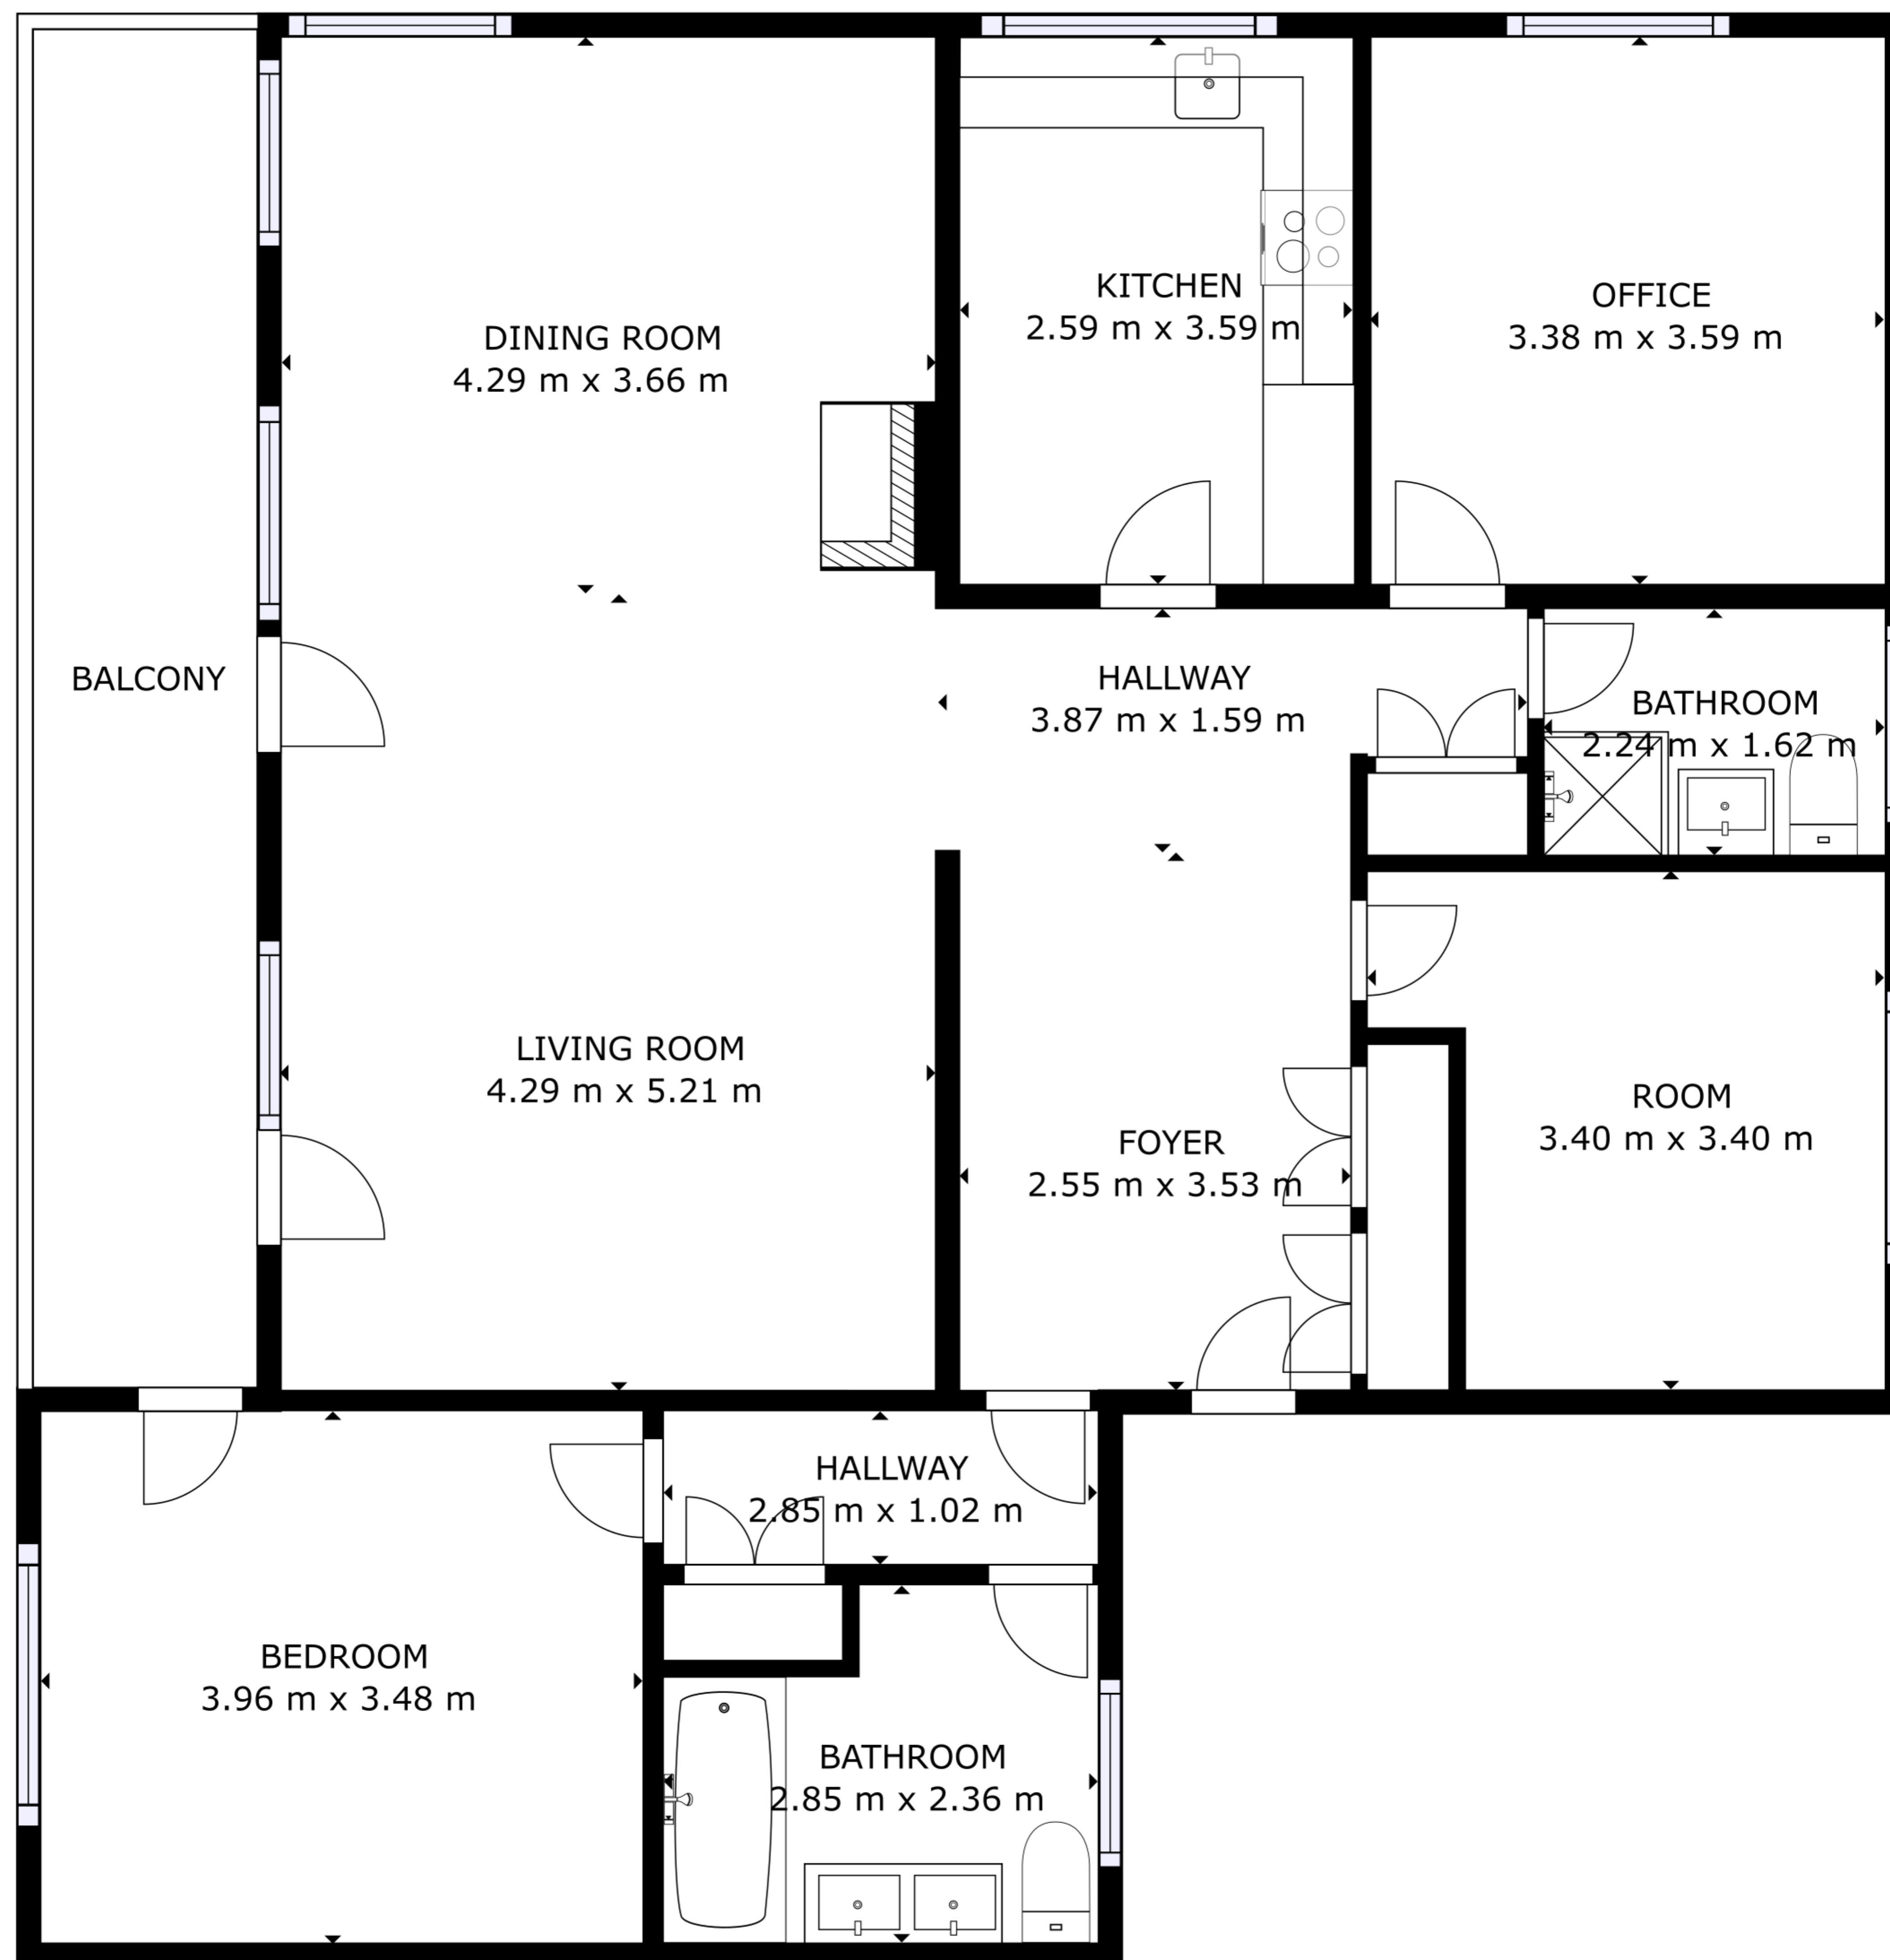 KITCHEN
2.59 m x 3.59 m
OFFICE
3.38 m x 3.59 m
DINING ROOM
4.29 m x 3.66 m
BALCONY
HALLWAY
3.87 m x 1.59 m
BATHROOM
2.24 m x 1.62 m
LIVING ROOM
4.29 m x 5.21 m
ROOM
3.40 m x 3.40 m
FOYER
2.55 m x 3.53 m
HALLWAY
2.85 m x 1.02 m
BEDROOM
3.96 m x 3.48 m
BATHROOM
2.85 m x 2.36 m